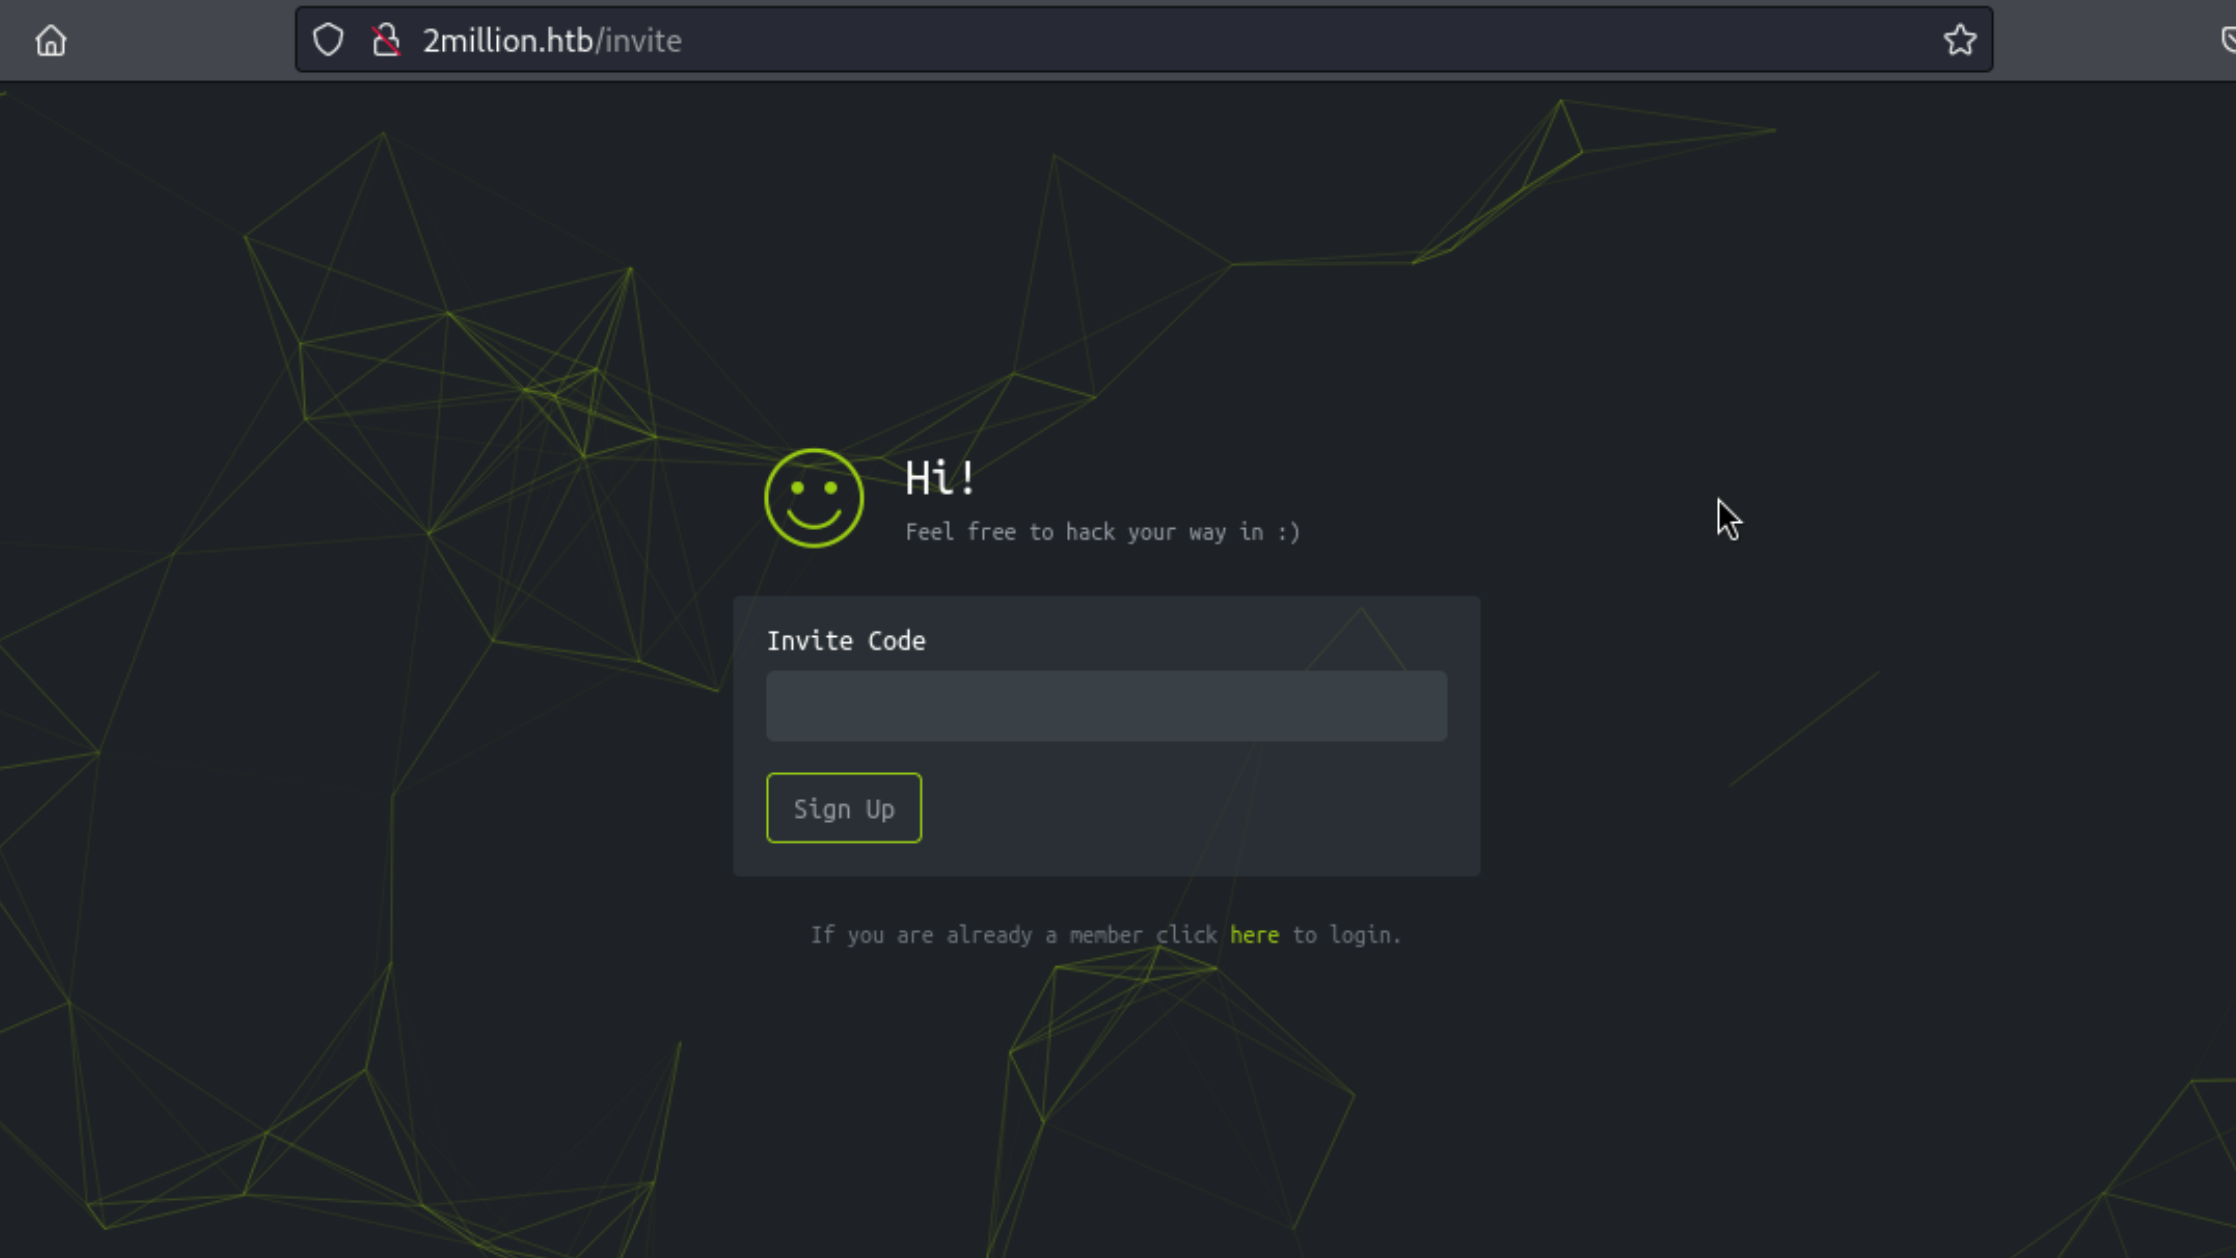 2million.htb/invite
Hi!
Feel free to hack your way in :)
Invite Code
Sign Up
If you are already a member click here to login.